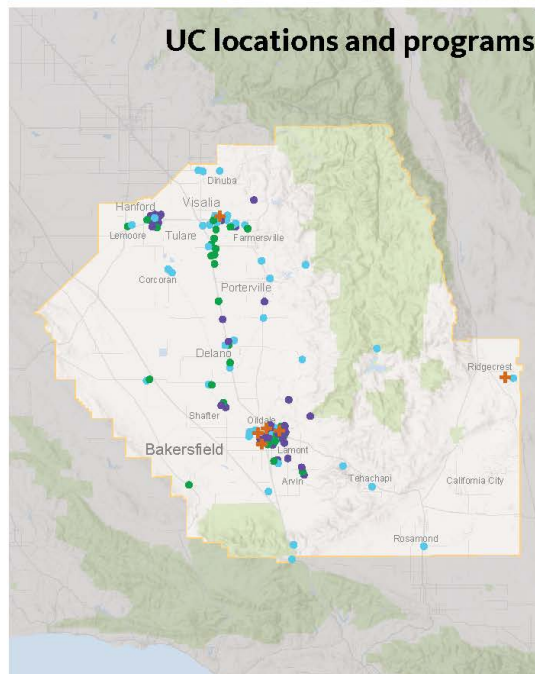 UC locations and programs
Dinuba
Hanford
Visalia
Lemoore
Tulare
Farmersville
Corcoran
Porterville
Delano
Ridgecrest
Shafter
Oildale
Bakersfield
Lamont
Arvin
Tehachapi
California City
Rosamond